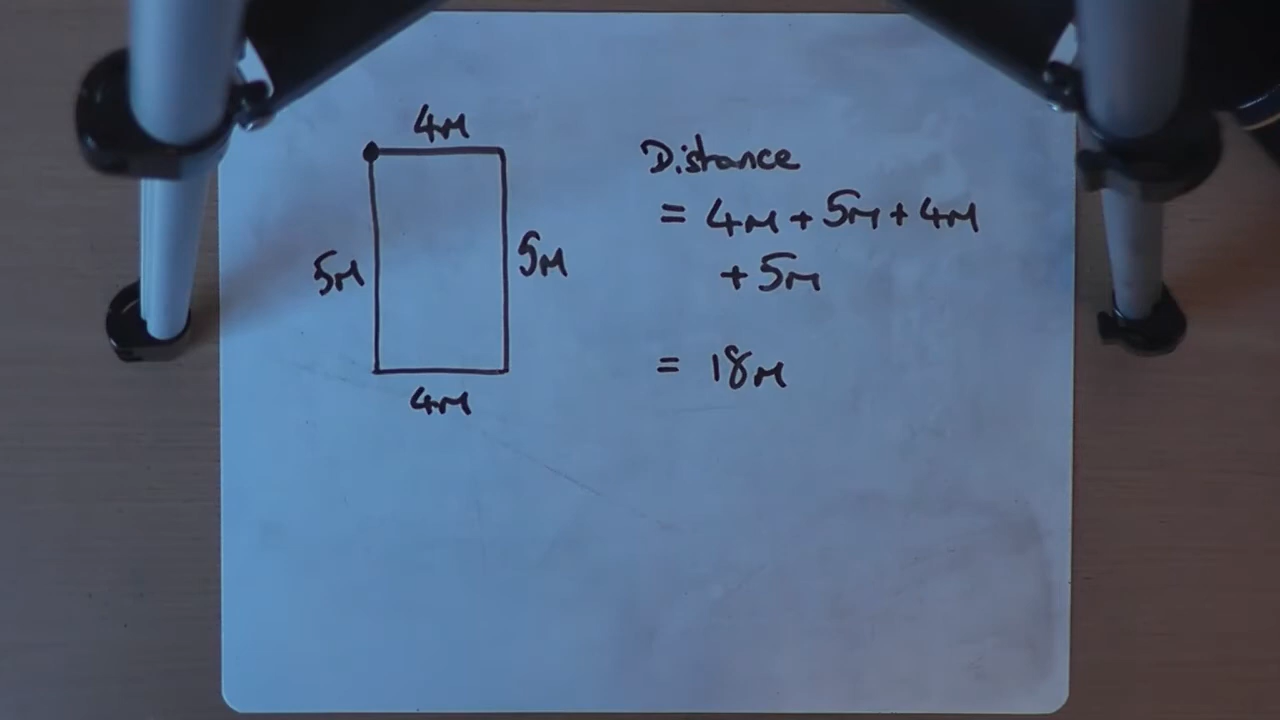 4m
5m
5m
4m
Distance
= 4m + 5m + 4m
+ 5m
= 18m